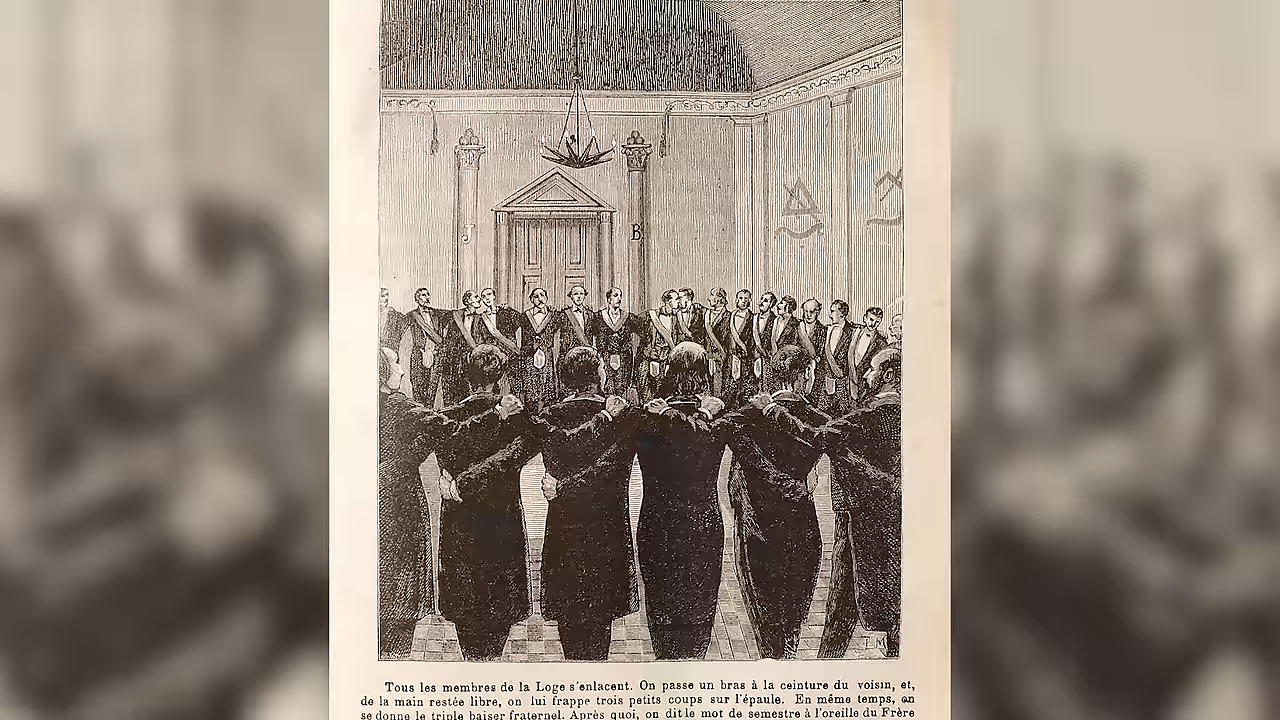 J B
Tous les membres de la Loge s'enlacent. On passe un bras à la ceinture du voisin, et,
de la main restée libre, on lui frappe trois petits coups sur l'épaule. En même temps, on
se donne le triple baiser fraternel. Après quoi, on dit le mot de semestre à l'oreille du Frère